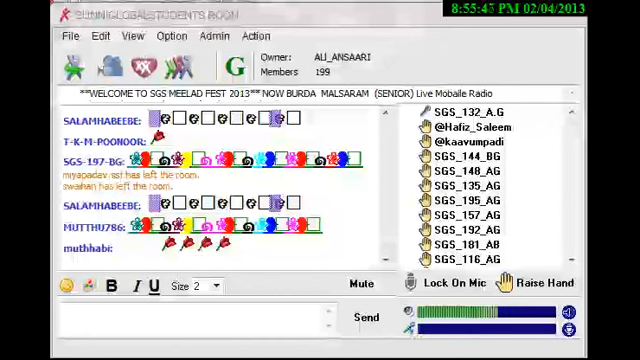 8:55:43 PM 02/04/2013
SUNNIGLOBALSTUDENTS ROOM
File Edit View Option Admin Action
Owner: ALI_ANSAARI
Members 199
**WELCOME TO SGS MEELAD FEST 2013** NOW BURDA MALSARAM (SENIOR) Live Mobaile Radio
SALAMHABEEBE:
T-K-M-POONOOR:
SGS-197-BG:
has left the room.
swaihan has left the room.
SALAMHABEEBE:
MUTTHU786:
muthhabi:
SGS_132_A.G
@Hafiz_Saleem
@kaavumpadi
SGS_144_BG
SGS_148_AG
SGS_135_AG
SGS_195_AG
SGS_157_AG
SGS_192_AG
SGS_181_AB
SGS_116_AG
B I U Size 2 Mute
Lock On Mic Raise Hand
Send